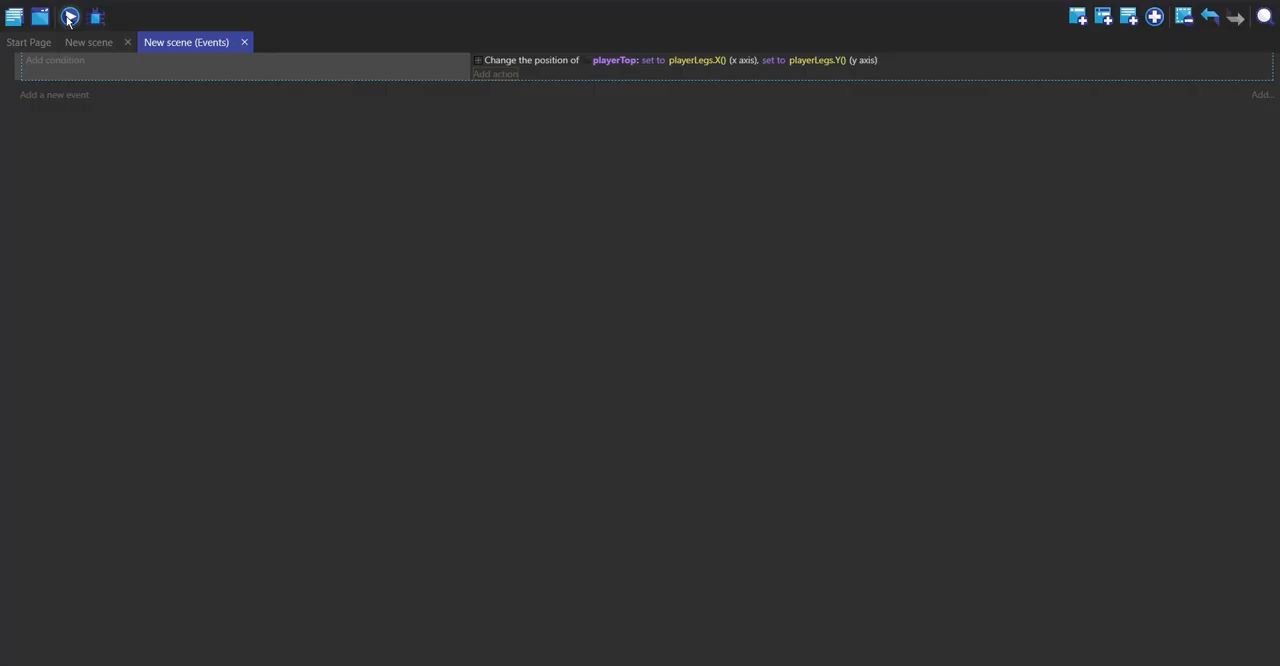 Start Page New scene × New scene (Events) ×
Add condition
Change the position of playerTop: set to playerLegs.X() (x axis), set to playerLegs.Y() (y axis)
Add action
Add a new event Add...